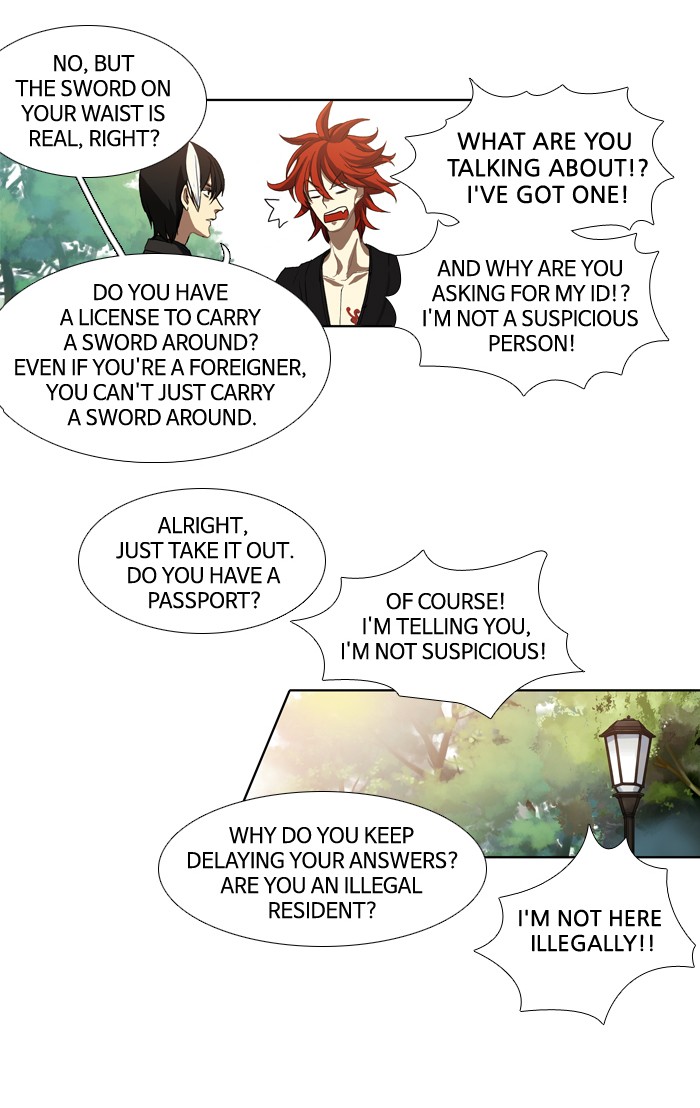 NO, BUT
THE SWORD ON
YOUR WAIST IS
REAL, RIGHT?
WHAT ARE YOU
TALKING ABOUT!?
I'VE GOT ONE!
DO YOU HAVE
A LICENSE TO CARRY
A SWORD AROUND?
EVEN IF YOU'RE A FOREIGNER,
YOU CAN'T JUST CARRY
A SWORD AROUND.
AND WHY ARE YOU
ASKING FOR MY ID!?
I'M NOT A SUSPICIOUS
PERSON!
ALRIGHT,
JUST TAKE IT OUT.
DO YOU HAVE A
PASSPORT?
OF COURSE!
I'M TELLING YOU,
I'M NOT SUSPICIOUS!
WHY DO YOU KEEP
DELAYING YOUR ANSWERS?
ARE YOU AN ILLEGAL
RESIDENT?
I'M NOT HERE
ILLEGALLY!!